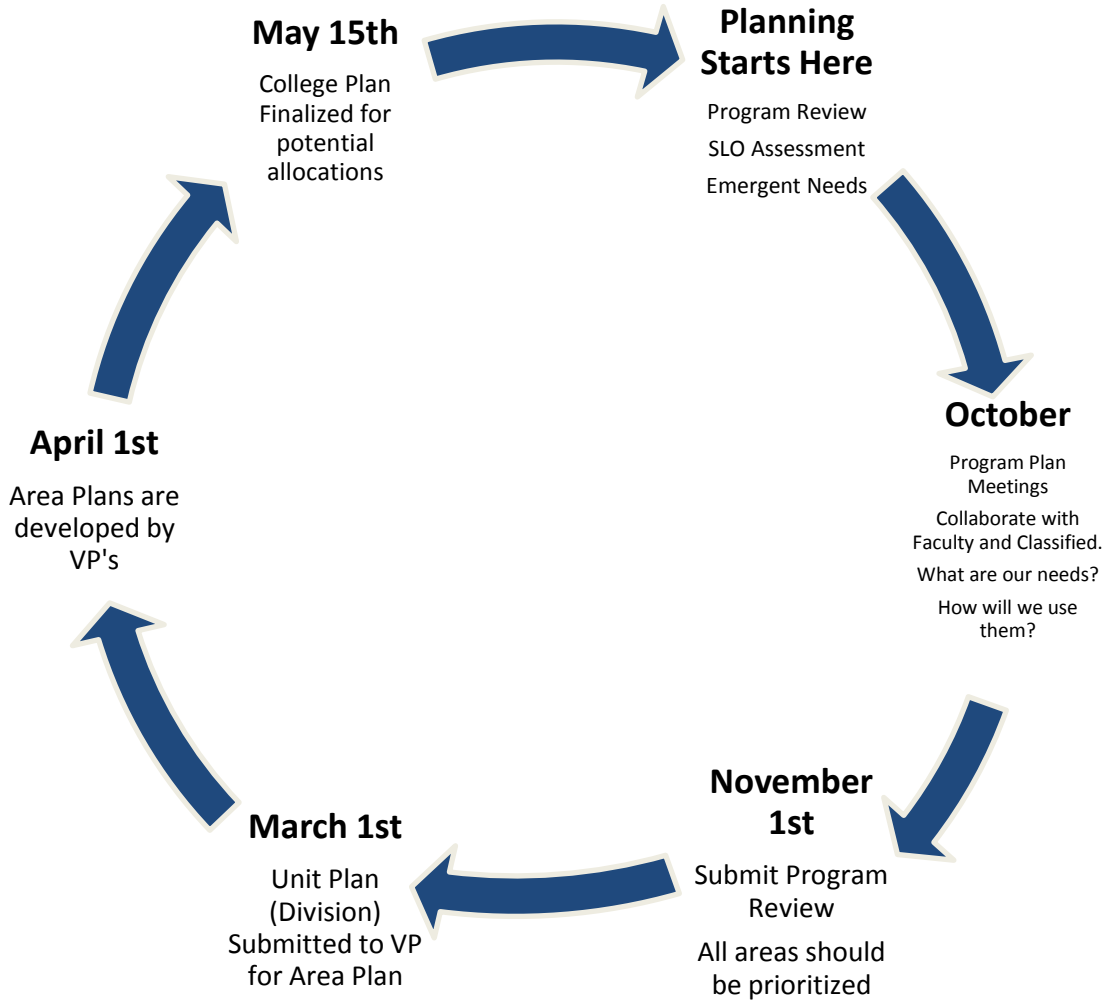 Planning
Starts Here
Program Review
SLO Assessment
Emergent Needs
October
Program Plan
Meetings
Collaborate with
Faculty and Classified.
What are our needs?
How will we use
them?
November
1st
Submit Program
Review
All areas should
be prioritized
March 1st
Unit Plan
(Division)
Submitted to VP
for Area Plan
April 1st
Area Plans are
developed by
VP's
May 15th
College Plan
Finalized for
potential
allocations